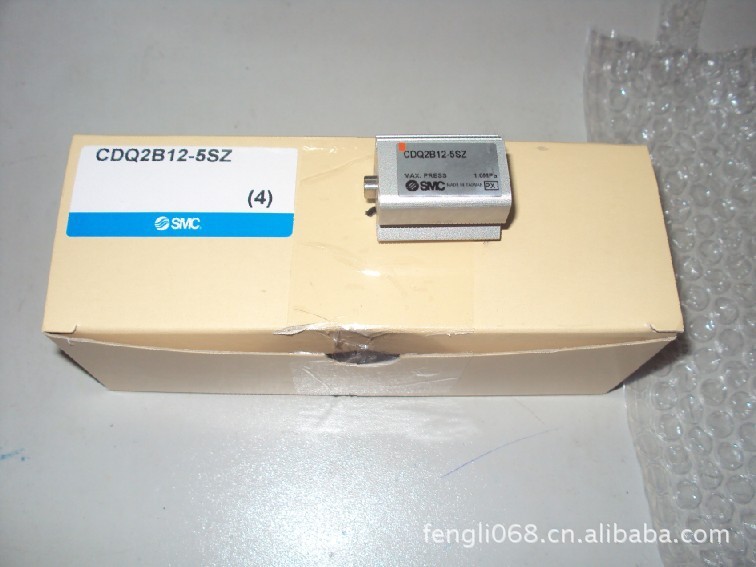 CDQ2B12-5SZ
(4)
SMC
CDQ2B12-5SZ
MAX. PRESS 1.0MPa
SMC
fengli068.cn.alibaba.com